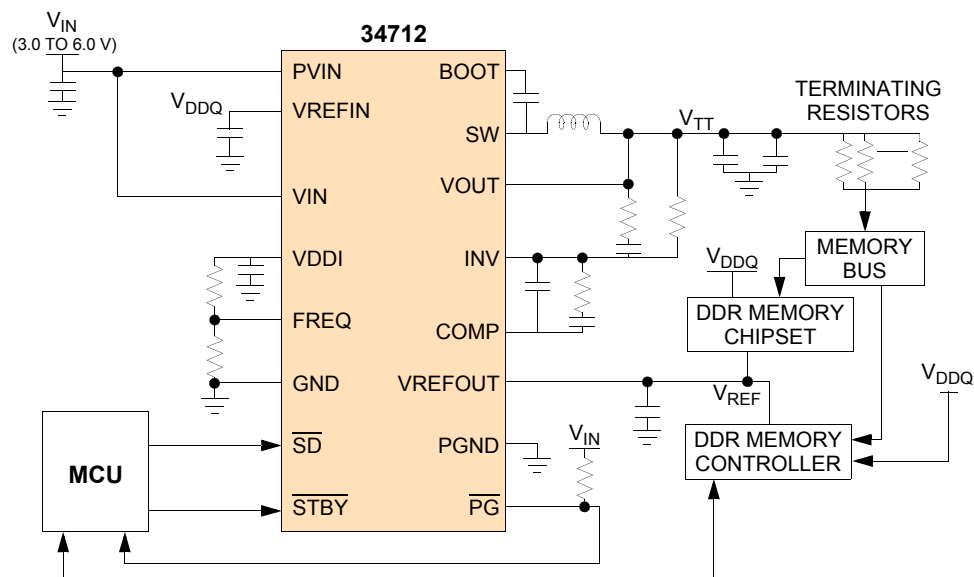 V_IN
(3.0 TO 6.0 V)
34712
PVIN
BOOT
V_DDQ
VREFIN
SW
V_TT
TERMINATING
RESISTORS
VIN
VOUT
VDDI
INV
MEMORY
BUS
V_DDQ
FREQ
COMP
DDR MEMORY
CHIPSET
GND
VREFOUT
V_REF
V_DDQ
MCU
SD
PGND
V_IN
DDR MEMORY
CONTROLLER
STBY
PG